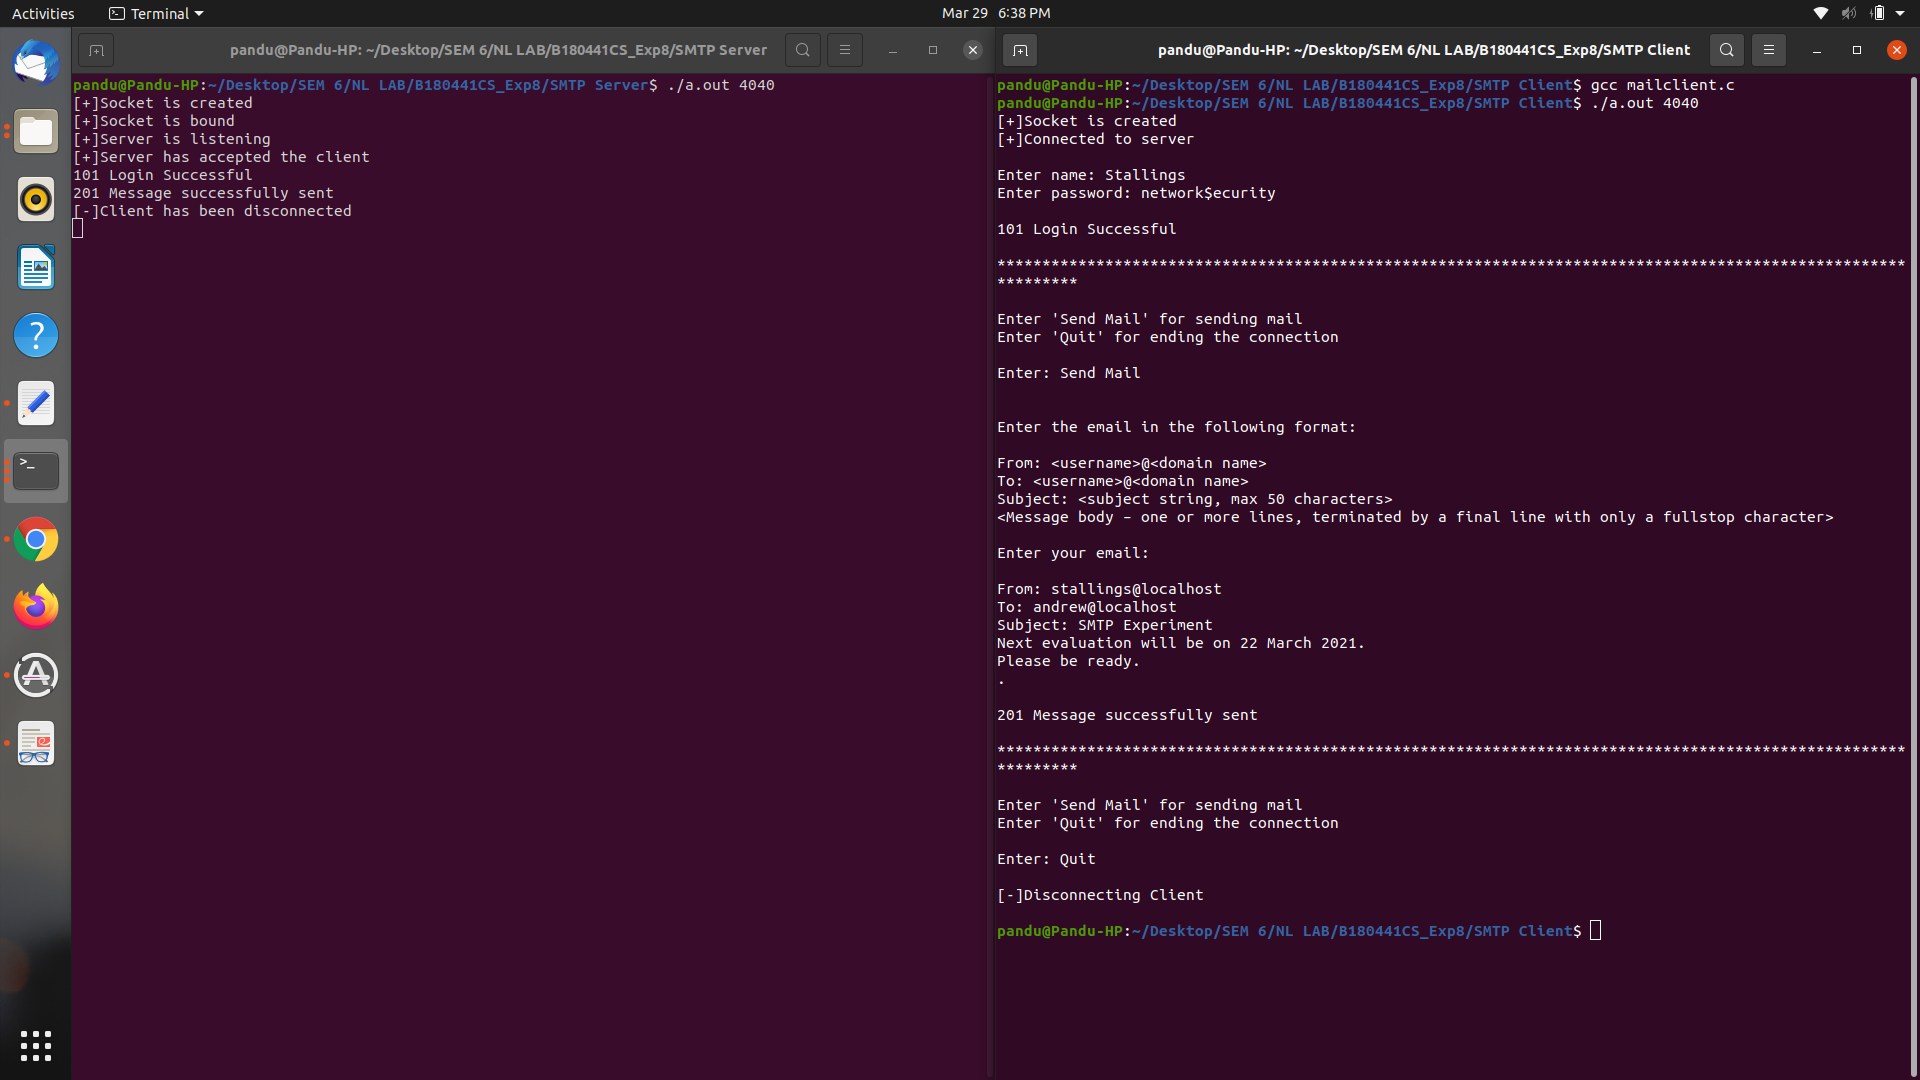 Activities
Terminal
Mar 29  6:38 PM
pandu@Pandu-HP: ~/Desktop/SEM 6/NL LAB/B180441CS_Exp8/SMTP Server
pandu@Pandu-HP:~/Desktop/SEM 6/NL LAB/B180441CS_Exp8/SMTP Server$ ./a.out 4040
[+]Socket is created
[+]Socket is bound
[+]Server is listening
[+]Server has accepted the client
101 Login Successful
201 Message successfully sent
[-]Client has been disconnected
pandu@Pandu-HP: ~/Desktop/SEM 6/NL LAB/B180441CS_Exp8/SMTP Client
pandu@Pandu-HP:~/Desktop/SEM 6/NL LAB/B180441CS_Exp8/SMTP Client$ gcc mailclient.c
pandu@Pandu-HP:~/Desktop/SEM 6/NL LAB/B180441CS_Exp8/SMTP Client$ ./a.out 4040
[+]Socket is created
[+]Connected to server
Enter name: Stallings
Enter password: network$ecurity
101 Login Successful
*****************************************************************************************************
*********
Enter 'Send Mail' for sending mail
Enter 'Quit' for ending the connection
Enter: Send Mail
Enter the email in the following format:
From: <username>@<domain name>
To: <username>@<domain name>
Subject: <subject string, max 50 characters>
<Message body – one or more lines, terminated by a final line with only a fullstop character>
Enter your email:
From: stallings@localhost
To: andrew@localhost
Subject: SMTP Experiment
Next evaluation will be on 22 March 2021.
Please be ready.
.
201 Message successfully sent
*****************************************************************************************************
*********
Enter 'Send Mail' for sending mail
Enter 'Quit' for ending the connection
Enter: Quit
[-]Disconnecting Client
pandu@Pandu-HP:~/Desktop/SEM 6/NL LAB/B180441CS_Exp8/SMTP Client$